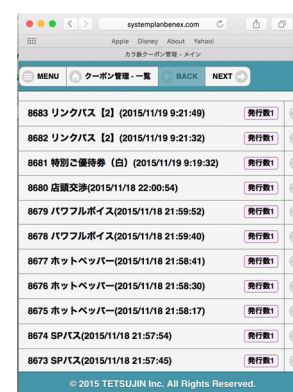 systemplanbenex.com
Apple Disney About Yahoo!
カラ鉄クーポン管理 - メイン
MENU クーポン管理 - 一覧 BACK NEXT
8683 リンクパス【2】(2015/11/19 9:21:49) 発行数1
8682 リンクパス【2】(2015/11/19 9:21:32) 発行数1
8681 特別ご優待券（白）(2015/11/19 9:19:32) 発行数1
8680 店頭交渉(2015/11/18 22:00:54) 発行数1
8679 パワフルボイス(2015/11/18 21:59:52) 発行数1
8678 パワフルボイス(2015/11/18 21:59:40) 発行数1
8677 ホットペッパー(2015/11/18 21:58:41) 発行数1
8676 ホットペッパー(2015/11/18 21:58:30) 発行数1
8675 ホットペッパー(2015/11/18 21:58:17) 発行数1
8674 SPパス(2015/11/18 21:57:54) 発行数1
8673 SPパス(2015/11/18 21:57:45) 発行数1
© 2015 TETSUJIN Inc. All Rights Reserved.